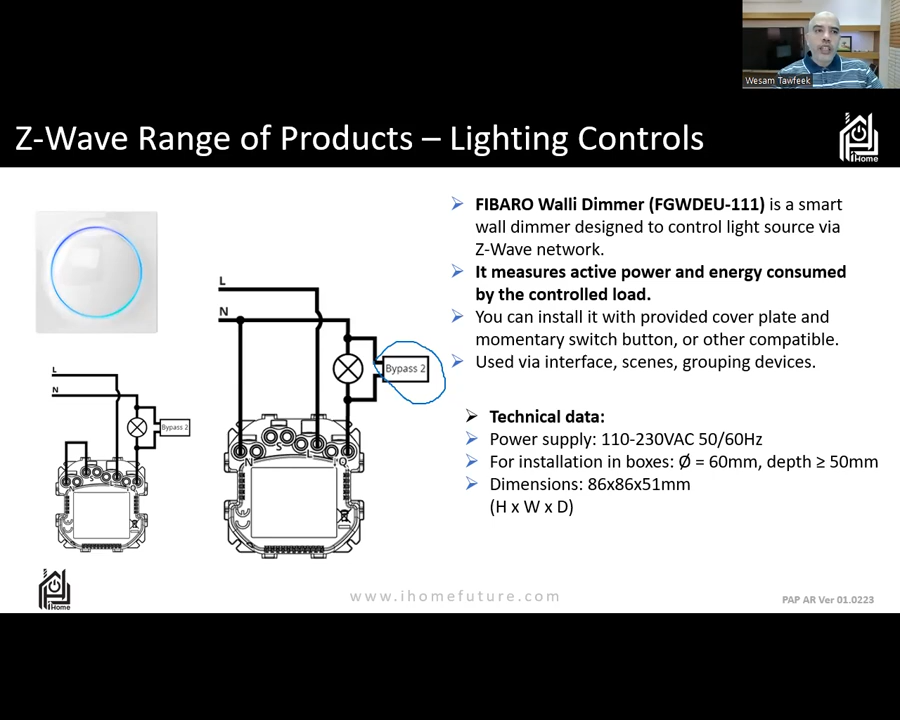 Wesam Tawfeek
Z-Wave Range of Products – Lighting Controls
iHome
FIBARO Walli Dimmer (FGWDEU-111) is a smart
wall dimmer designed to control light source via
Z-Wave network.
It measures active power and energy consumed
by the controlled load.
You can install it with provided cover plate and
momentary switch button, or other compatible.
Used via interface, scenes, grouping devices.
Technical data:
Power supply: 110-230VAC 50/60Hz
For installation in boxes: Ø = 60mm, depth ≥ 50mm
Dimensions: 86x86x51mm
(H x W x D)
L
N
Bypass 2
N
S
L
Q
L
N
Bypass 2
S
iHome
www.ihomefuture.com
PAP AR Ver 01.0223